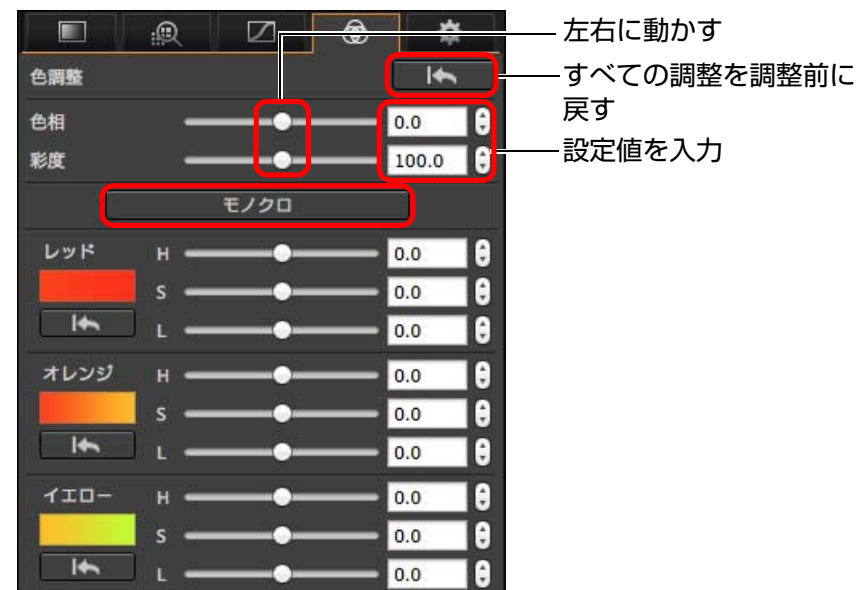 左右に動かす
色調整
すべての調整を調整前に
戻す
色相 0.0
彩度 100.0
設定値を入力
モノクロ
レッド H 0.0
S 0.0
L 0.0
オレンジ H 0.0
S 0.0
L 0.0
イエロー H 0.0
S 0.0
L 0.0